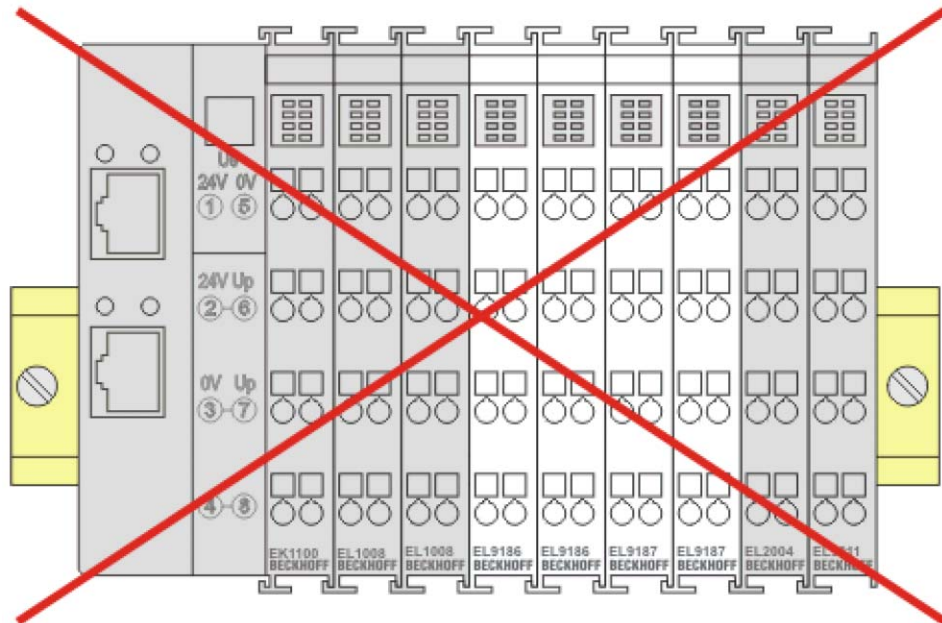 24V 0V
1 5
24V Up
2 6
0V Up
3 7
4 8
EK1100 EL1008 EL1008 EL9186 EL9186 EL9187 EL9187 EL2004
BECKHOFF BECKHOFF BECKHOFF BECKHOFF BECKHOFF BECKHOFF BECKHOFF BECKHOFF BECKHOFF